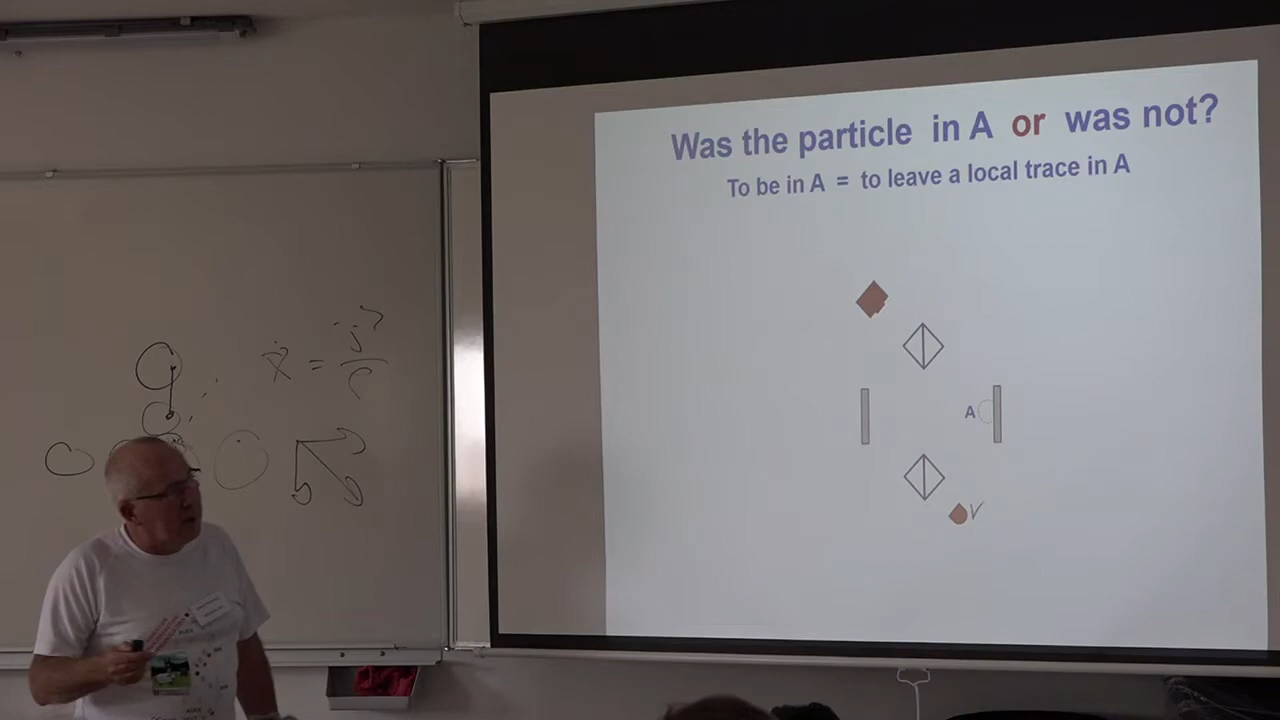 Was the particle in A or was not?
To be in A = to leave a local trace in A
A
V